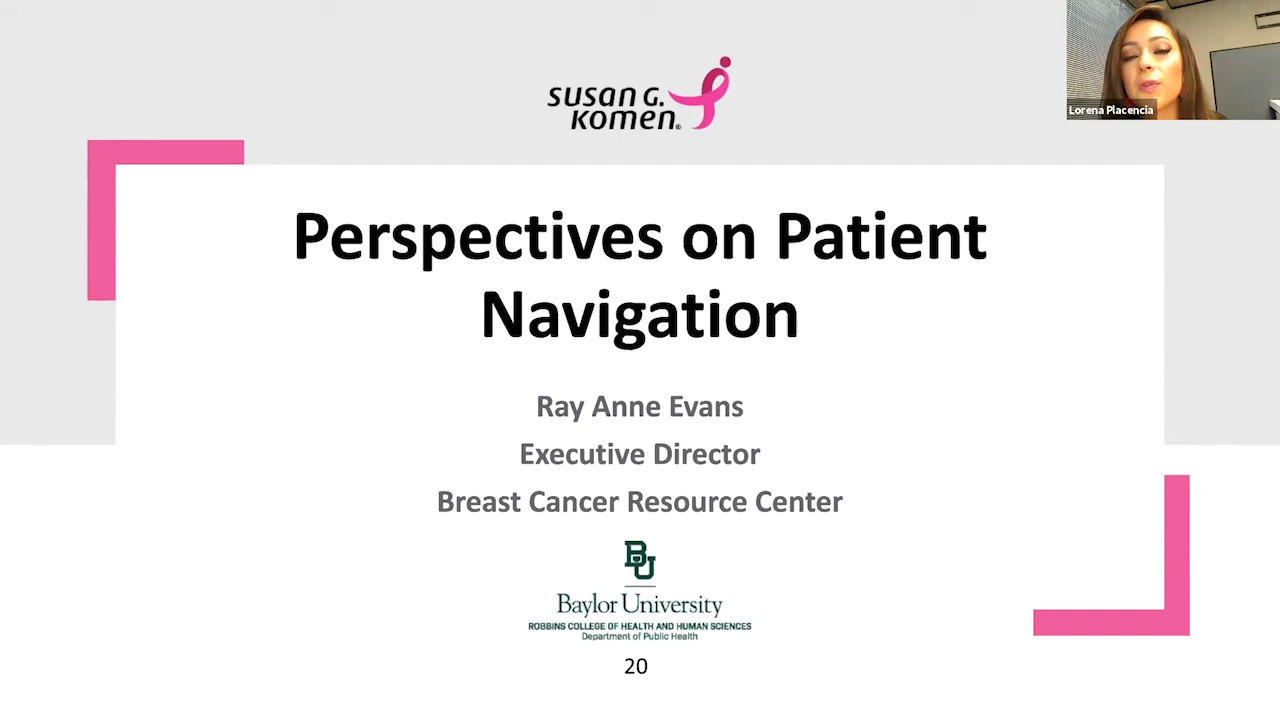 susan G.
komen®
Lorena Placencia
Perspectives on Patient
Navigation
Ray Anne Evans
Executive Director
Breast Cancer Resource Center
BU
Baylor University
ROBBINS COLLEGE OF HEALTH AND HUMAN SCIENCES
Department of Public Health
20